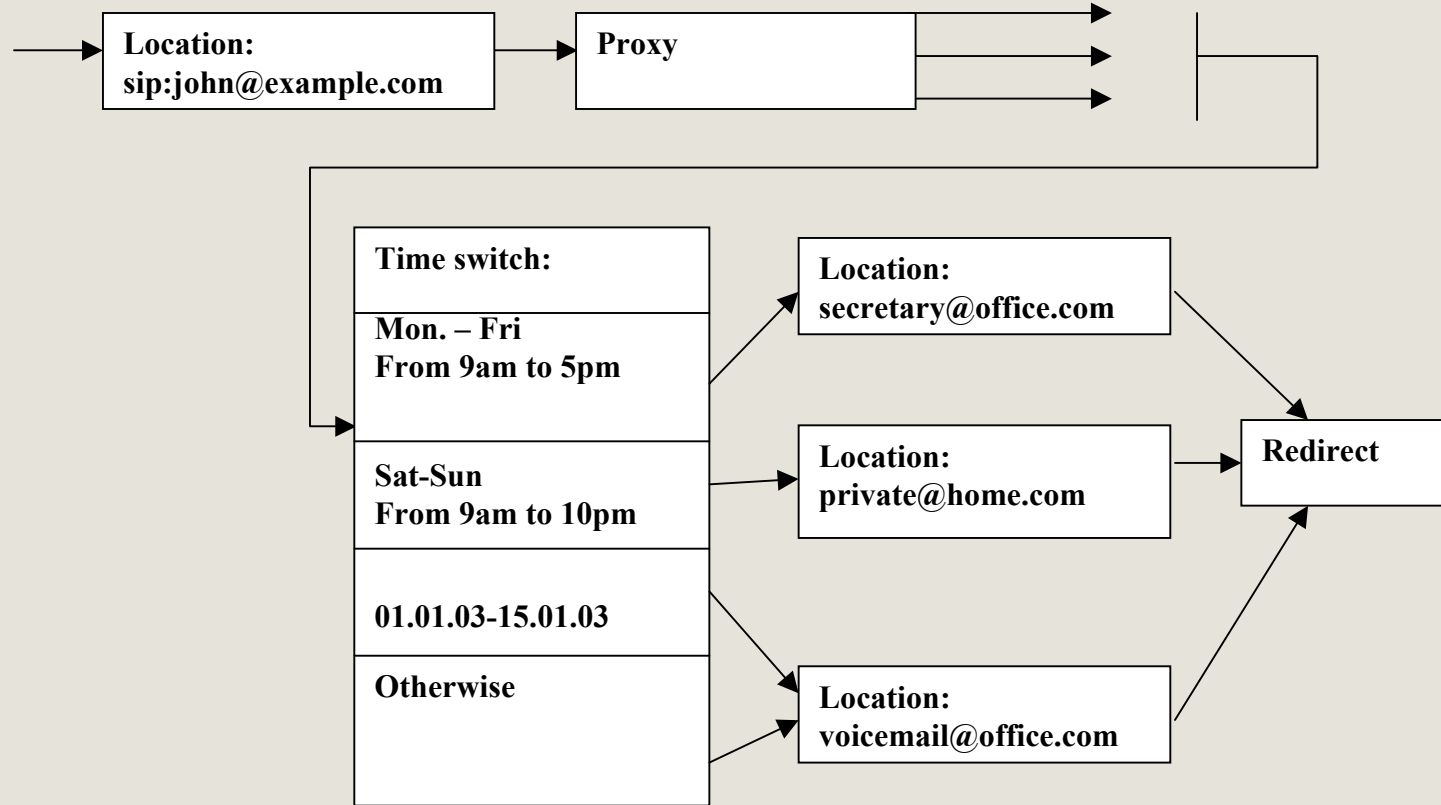 Location:
sip:john@example.com
Proxy
Time switch:
Mon. – Fri
From 9am to 5pm
Sat-Sun
From 9am to 10pm
01.01.03-15.01.03
Otherwise
Location:
secretary@office.com
Location:
private@home.com
Location:
voicemail@office.com
Redirect